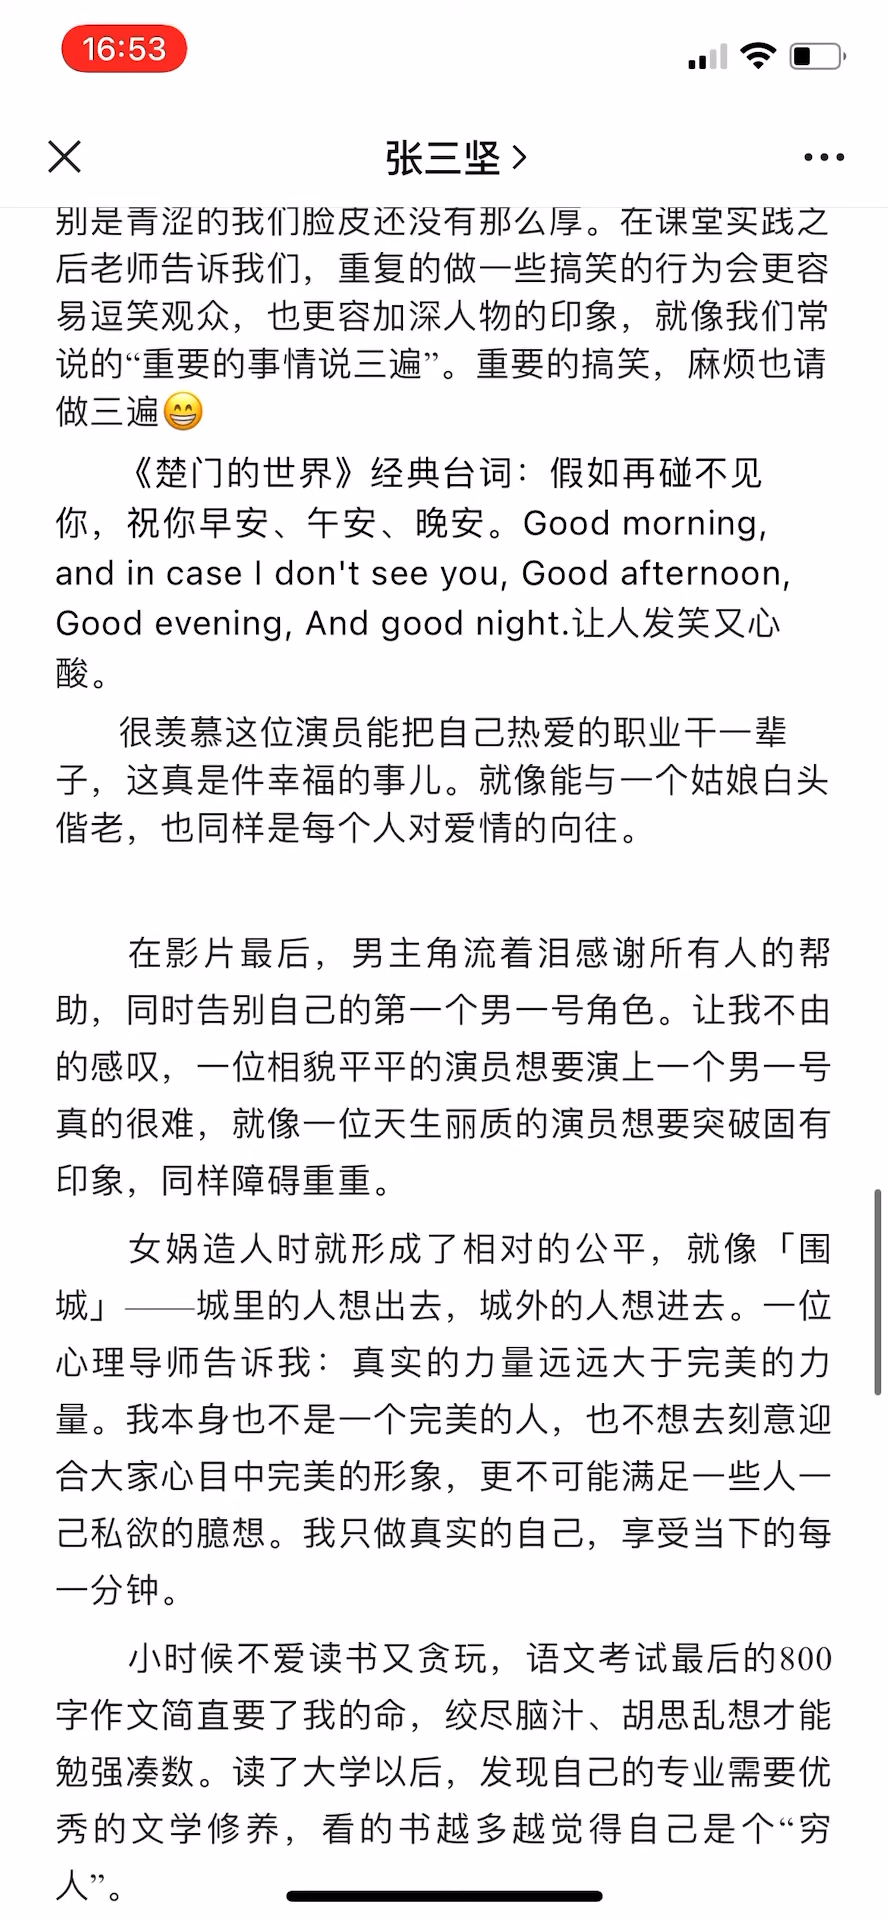 16:53
张三坚 >
别是青涩的我们脸皮还没有那么厚。在课堂实践之
后老师告诉我们，重复的做一些搞笑的行为会更容
易逗笑观众，也更容加深人物的印象，就像我们常
说的“重要的事情说三遍”。重要的搞笑，麻烦也请
做三遍😁
《楚门的世界》经典台词：假如再碰不见
你，祝你早安、午安、晚安。Good morning,
and in case I don't see you, Good afternoon,
Good evening, And good night.让人发笑又心
酸。
很羡慕这位演员能把自己热爱的职业干一辈
子，这真是件幸福的事儿。就像能与一个姑娘白头
偕老，也同样是每个人对爱情的向往。
在影片最后，男主角流着泪感谢所有人的帮
助，同时告别自己的第一个男一号角色。让我不由
的感叹，一位相貌平平的演员想要演上一个男一号
真的很难，就像一位天生丽质的演员想要突破固有
印象，同样障碍重重。
女娲造人时就形成了相对的公平，就像「围
城」——城里的人想出去，城外的人想进去。一位
心理导师告诉我：真实的力量远远大于完美的力
量。我本身也不是一个完美的人，也不想去刻意迎
合大家心目中完美的形象，更不可能满足一些人一
己私欲的臆想。我只做真实的自己，享受当下的每
一分钟。
小时候不爱读书又贪玩，语文考试最后的800
字作文简直要了我的命，绞尽脑汁、胡思乱想才能
勉强凑数。读了大学以后，发现自己的专业需要优
秀的文学修养，看的书越多越觉得自己是个“穷
人”。